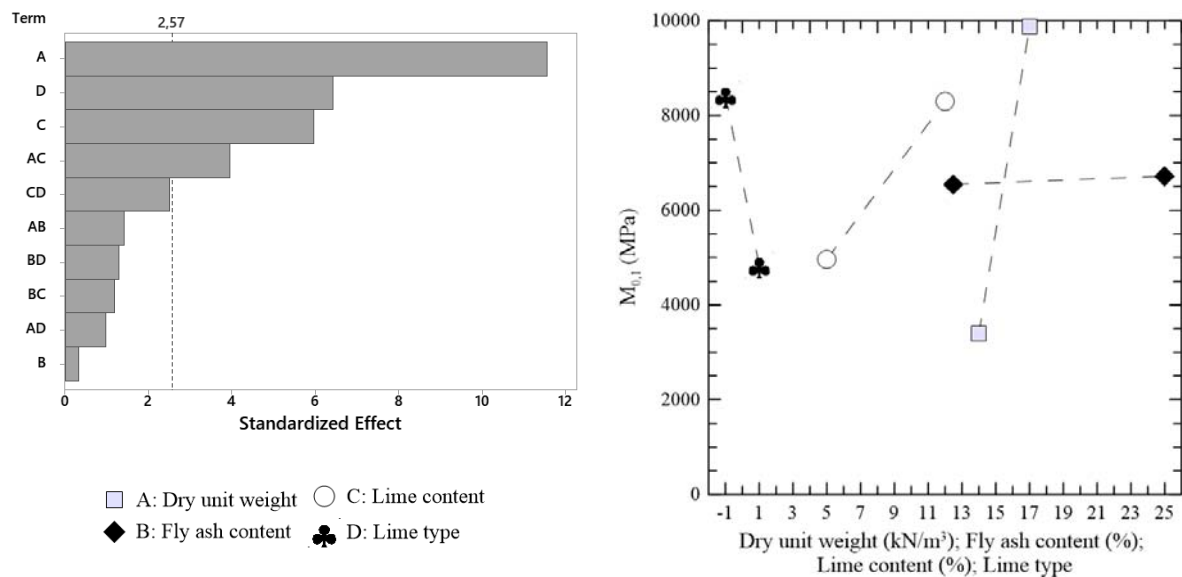 Term
2,57
A
D
C
AC
CD
AB
BD
BC
AD
B
0 2 4 6 8 10 12
Standardized Effect
A: Dry unit weight
C: Lime content
B: Fly ash content
D: Lime type
10000
8000
6000
4000
2000
0
M0,1 (MPa)
-1 1 3 5 7 9 11 13 15 17 19 21 23 25
Dry unit weight (kN/m³); Fly ash content (%);
Lime content (%); Lime type